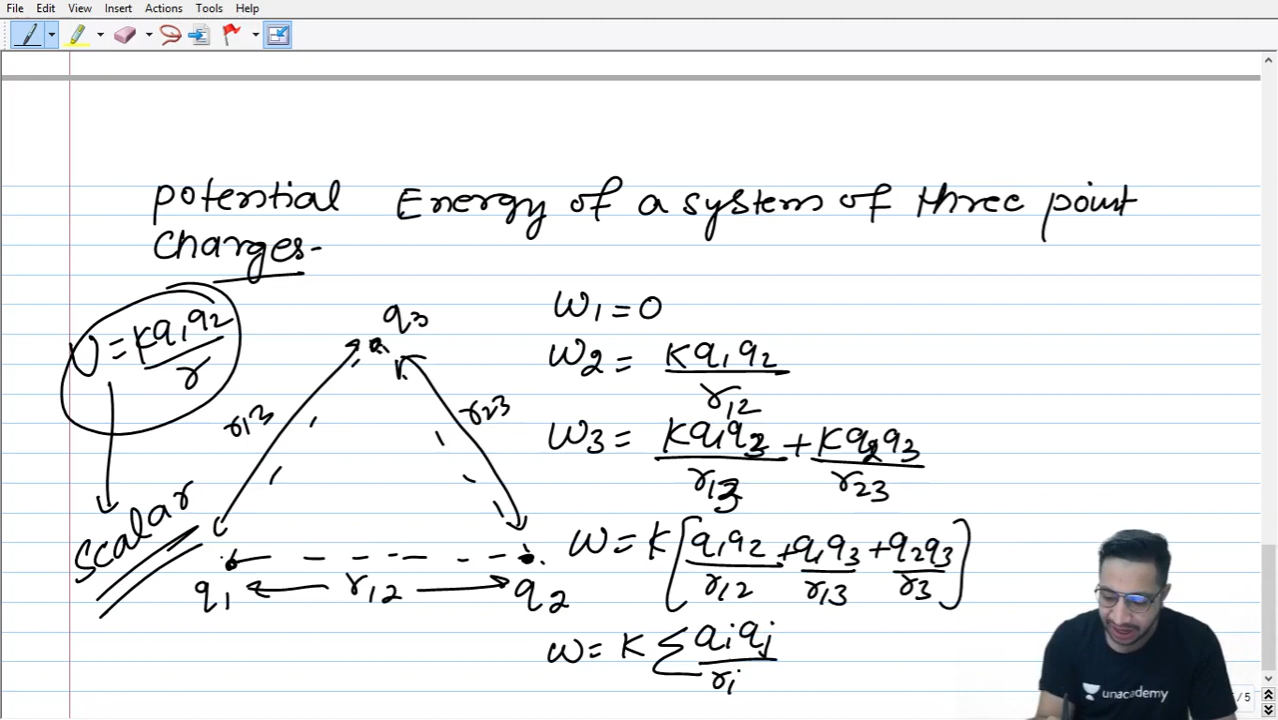 File Edit View Insert Actions Tools Help
potential Energy of a system of three point
charges-
U = Kq1q2/r
Scalar
q3
r13
r23
q1
r12
q2
W1 = 0
W2 = Kq1q2/r12
W3 = Kq1q3/r13 + Kq2q3/r23
W = K[q1q2/r12 + q1q3/r13 + q2q3/r3]
W = K Σ qiqj/ri
unacademy
/5